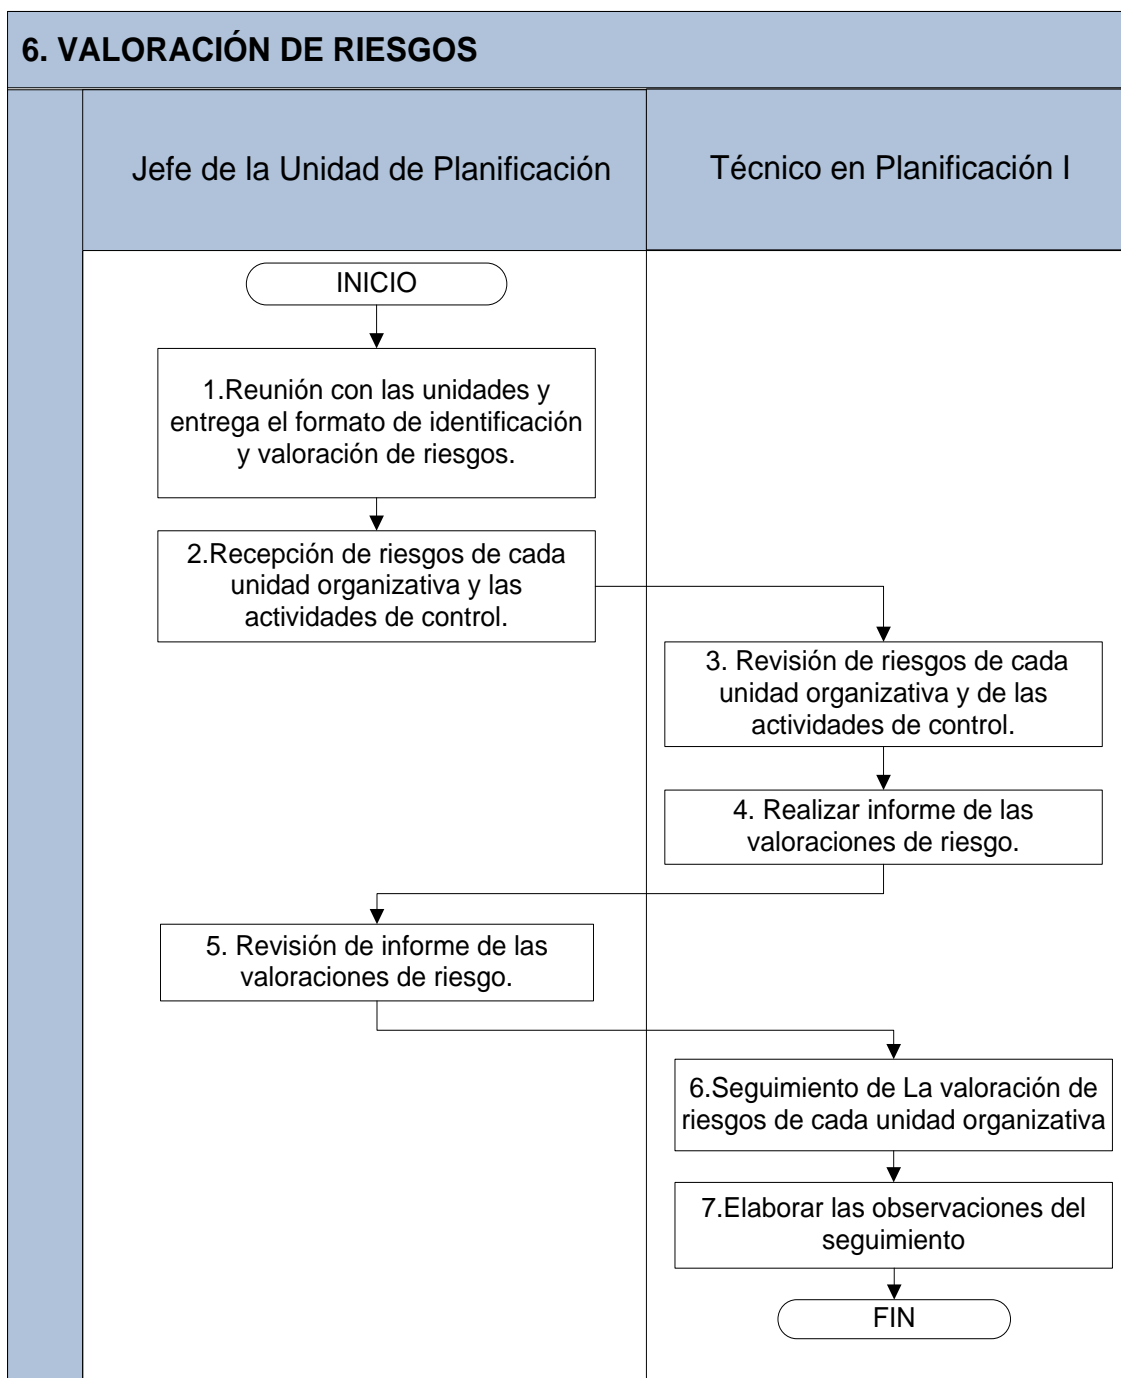 6. VALORACIÓN DE RIESGOS
Jefe de la Unidad de Planificación
Técnico en Planificación I
INICIO
1.Reunión con las unidades y
entrega el formato de identificación
y valoración de riesgos.
2.Recepción de riesgos de cada
unidad organizativa y las
actividades de control.
3. Revisión de riesgos de cada
unidad organizativa y de las
actividades de control.
4. Realizar informe de las
valoraciones de riesgo.
5. Revisión de informe de las
valoraciones de riesgo.
6.Seguimiento de La valoración de
riesgos de cada unidad organizativa
7.Elaborar las observaciones del
seguimiento
FIN